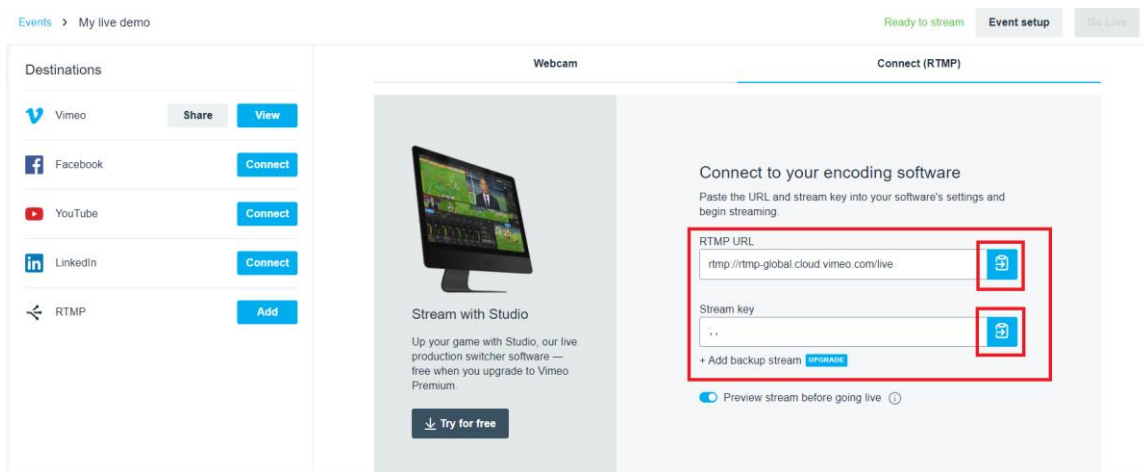 Events > My live demo
Ready to stream
Event setup
Go Live
Destinations
Vimeo
Share
View
Facebook
Connect
YouTube
Connect
LinkedIn
Connect
RTMP
Add
Webcam
Connect (RTMP)
Stream with Studio
Up your game with Studio, our live
production switcher software —
free when you upgrade to Vimeo
Premium.
Try for free
Connect to your encoding software
Paste the URL and stream key into your software's settings and
begin streaming.
RTMP URL
rtmp://rtmp-global.cloud.vimeo.com/live
Stream key
+ Add backup stream UPGRADE
Preview stream before going live